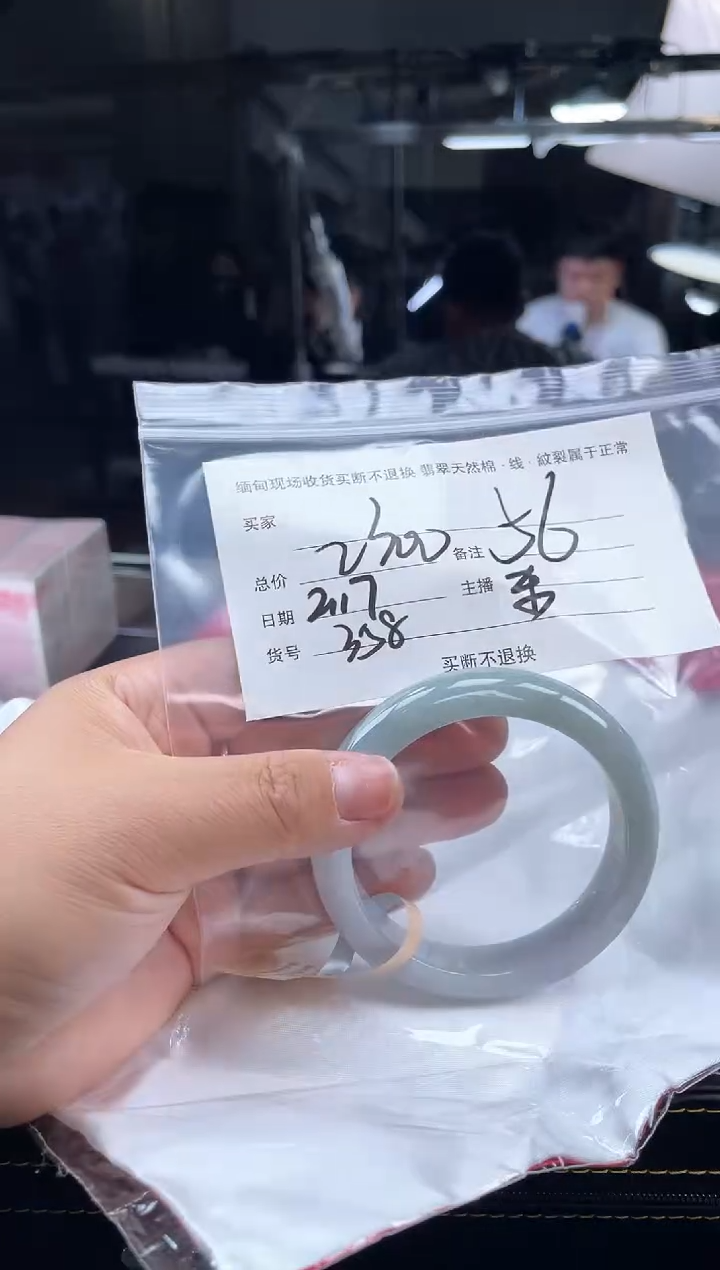 缅甸现场收货买断不退换 翡翠天然棉·线·紋裂属于正常
买家
总价 2500 备注 56
日期 2117 主播
货号 338
买断不退换